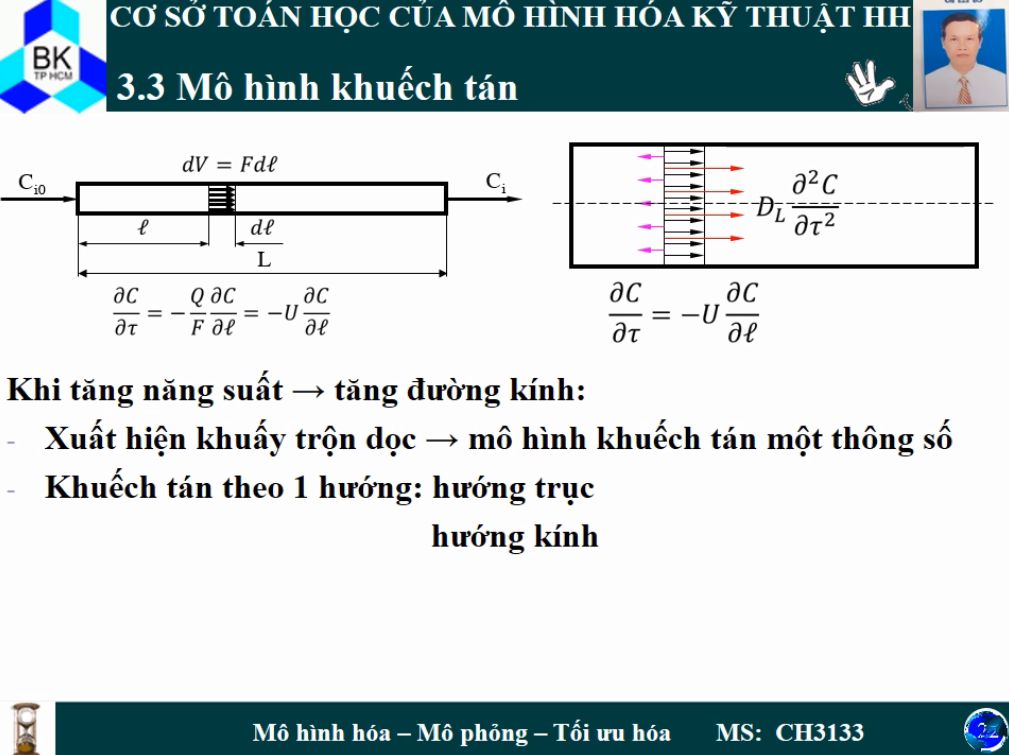 CƠ SỞ TOÁN HỌC CỦA MÔ HÌNH HÓA KỸ THUẬT HH
BK
TP HCM
3.3 Mô hình khuếch tán
dV = Fdℓ
C_i0
C_i
ℓ
dℓ
L
D_L ∂²C/∂τ²
∂C/∂τ = −Q/F ∂C/∂ℓ = −U ∂C/∂ℓ
∂C/∂τ = −U ∂C/∂ℓ
Khi tăng năng suất → tăng đường kính:
- Xuất hiện khuấy trộn dọc → mô hình khuếch tán một thông số
- Khuếch tán theo 1 hướng: hướng trục
hướng kính
Mô hình hóa – Mô phỏng – Tối ưu hóa MS: CH3133